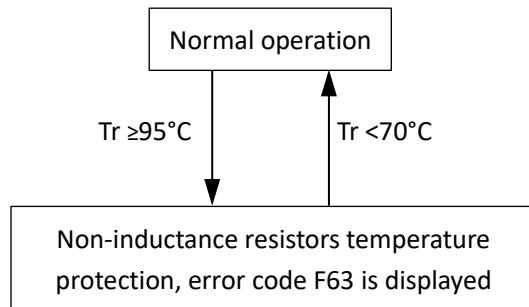 Normal operation
Tr ≥95°C
Tr <70°C
Non-inductance resistors temperature
protection, error code F63 is displayed